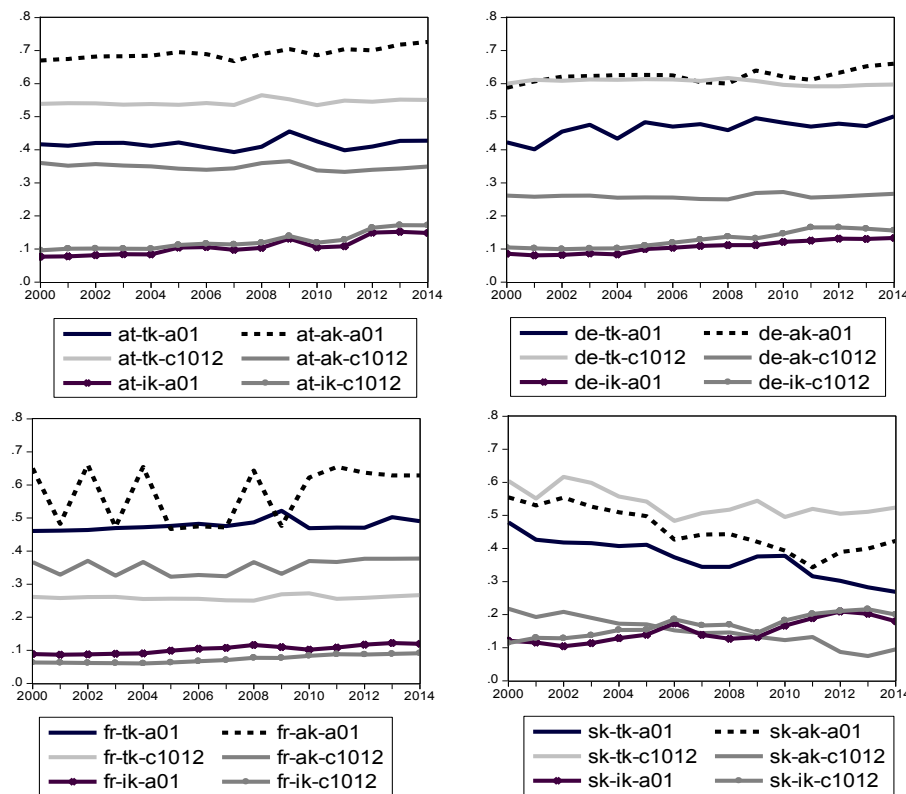 .8 .8
.7 .7
.6 .6
.5 .5
.4 .4
.3 .3
.2 .2
.1 .1
.0 .0
2000 2002 2004 2006 2008 2010 2012 2014 2000 2002 2004 2006 2008 2010 2012 2014
at-tk-a01 at-ak-a01 de-tk-a01 de-ak-a01
at-tk-c1012 at-ak-c1012 de-tk-c1012 de-ak-c1012
at-ik-a01 at-ik-c1012 de-ik-a01 de-ik-c1012
.8 .8
.7 .7
.6 .6
.5 .5
.4 .4
.3 .3
.2 .2
.1 .1
.0 .0
2000 2002 2004 2006 2008 2010 2012 2014 2000 2002 2004 2006 2008 2010 2012 2014
fr-tk-a01 fr-ak-a01 sk-tk-a01 sk-ak-a01
fr-tk-c1012 fr-ak-c1012 sk-tk-c1012 sk-ak-c1012
fr-ik-a01 fr-ik-c1012 sk-ik-a01 sk-ik-c1012